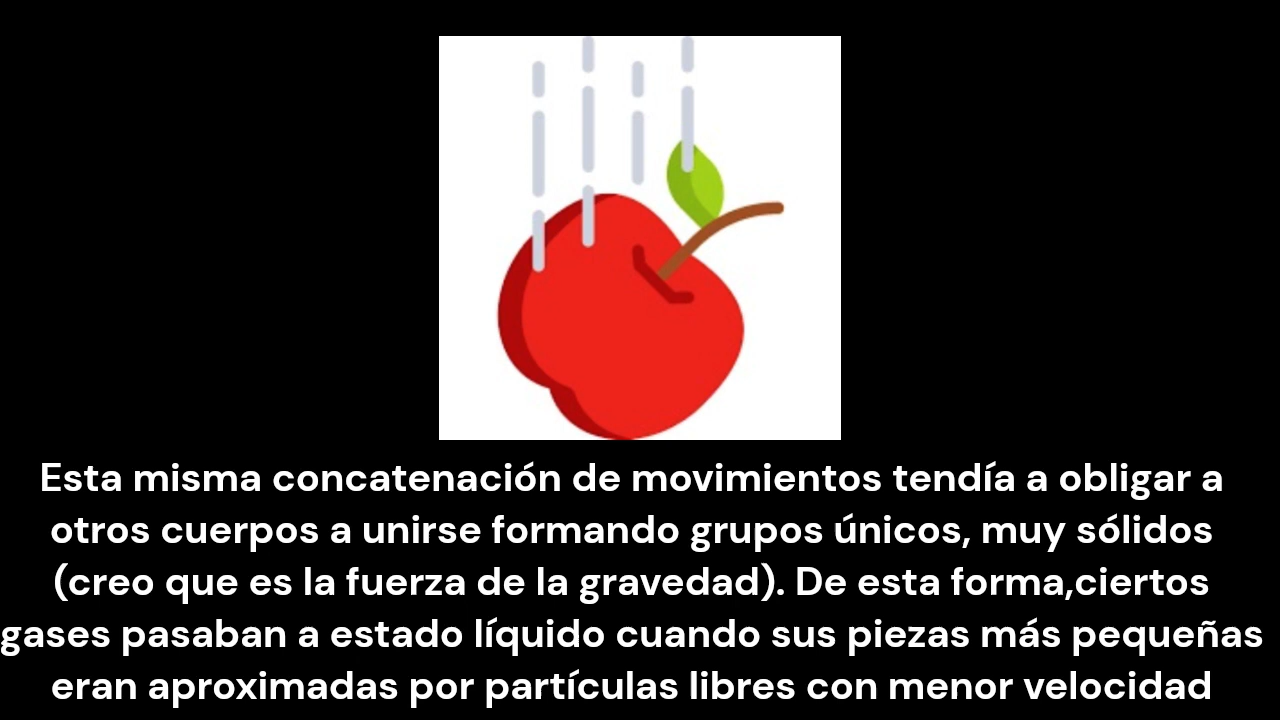 Esta misma concatenación de movimientos tendía a obligar a
otros cuerpos a unirse formando grupos únicos, muy sólidos
(creo que es la fuerza de la gravedad). De esta forma,ciertos
gases pasaban a estado líquido cuando sus piezas más pequeñas
eran aproximadas por partículas libres con menor velocidad